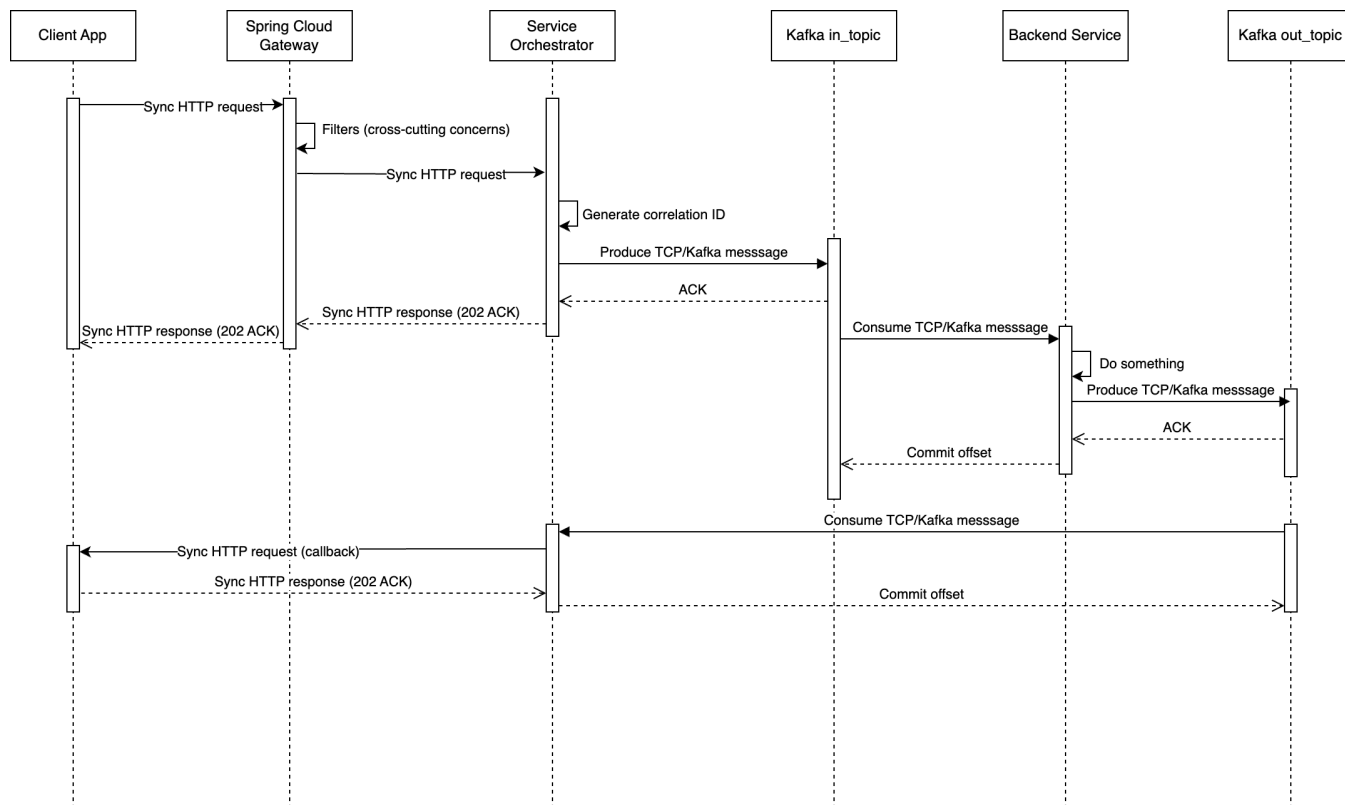 Client App
Spring Cloud
Gateway
Service
Orchestrator
Kafka in_topic
Backend Service
Kafka out_topic
Sync HTTP request
Filters (cross-cutting concerns)
Sync HTTP request
Generate correlation ID
Produce TCP/Kafka messsage
ACK
Sync HTTP response (202 ACK)
Sync HTTP response (202 ACK)
Consume TCP/Kafka messsage
Do something
Produce TCP/Kafka messsage
ACK
Commit offset
Consume TCP/Kafka messsage
Sync HTTP request (callback)
Sync HTTP response (202 ACK)
Commit offset